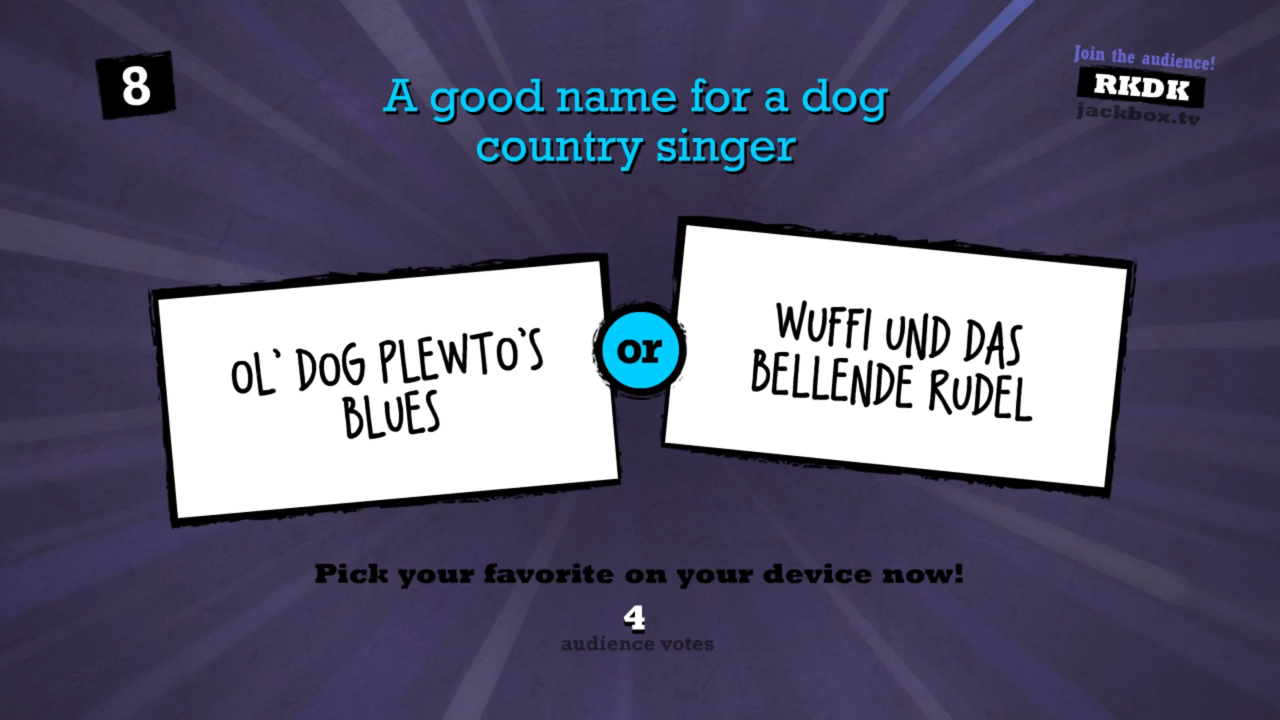 8
A good name for a dog
country singer
Join the audience!
RKDK
jackbox.tv
OL' DOG PLEWTO'S
BLUES
or
WUFFI UND DAS
BELLENDE RUDEL
Pick your favorite on your device now!
4
audience votes